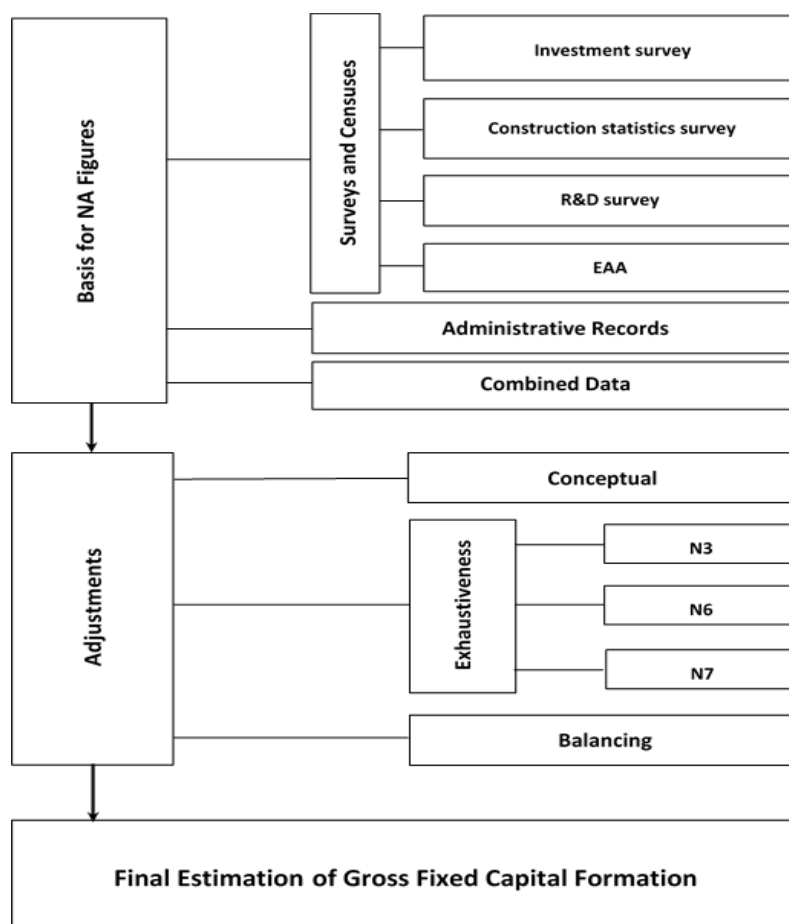 Basis for NA Figures
Surveys and Censuses
Investment survey
Construction statistics survey
R&D survey
EAA
Administrative Records
Combined Data
Adjustments
Conceptual
Exhaustiveness
N3
N6
N7
Balancing
Final Estimation of Gross Fixed Capital Formation